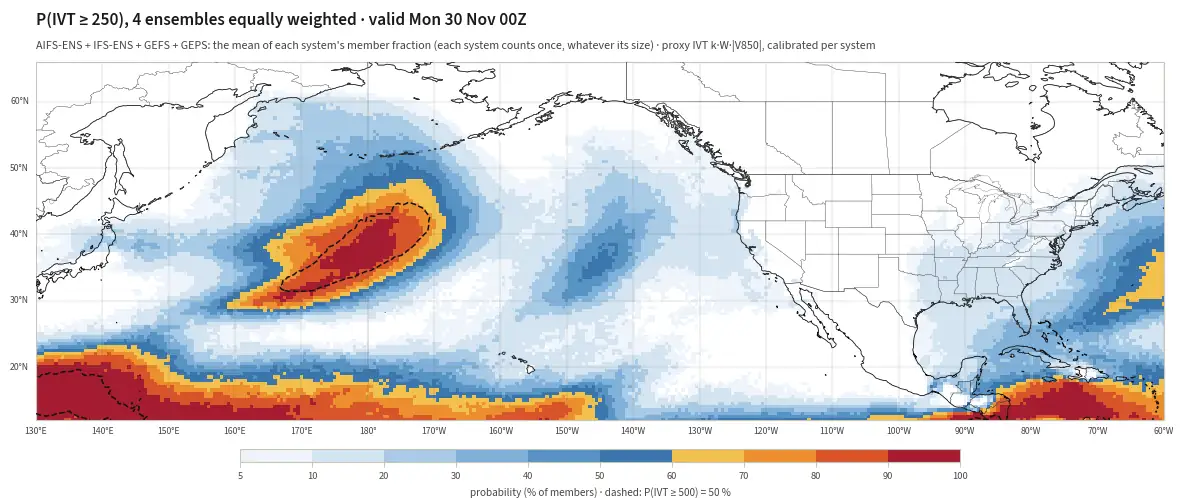 P(IVT ≥ 250), 4 ensembles equally weighted · valid Mon 30 Nov 00Z
AIFS-ENS + IFS-ENS + GEFS + GEPS: the mean of each system's member fraction (each system counts once, whatever its size) · proxy IVT k·W·|V850|, calibrated per system
60°N
50°N
40°N
30°N
20°N
130°E 140°E 150°E 160°E 170°E 180° 170°W 160°W 150°W 140°W 130°W 120°W 110°W 100°W 90°W 80°W 70°W 60°W
5 10 20 30 40 50 60 70 80 90 100
probability (% of members) · dashed: P(IVT ≥ 500) = 50 %